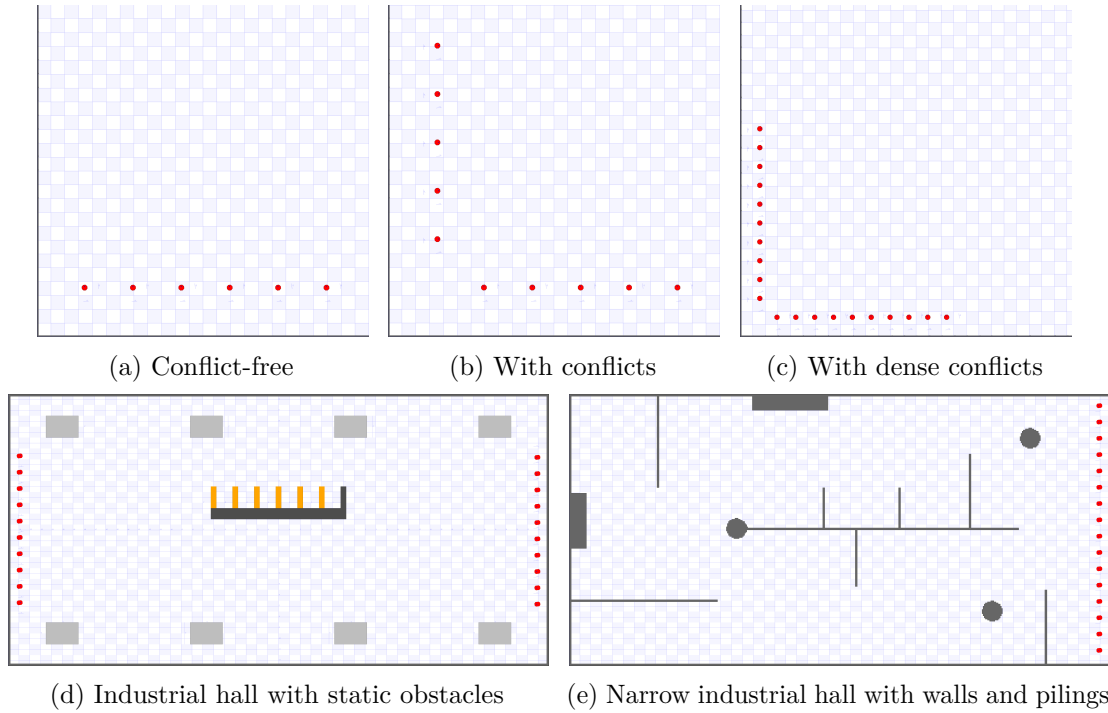 (a) Conflict-free
(b) With conflicts
(c) With dense conflicts
(d) Industrial hall with static obstacles
(e) Narrow industrial hall with walls and pilings